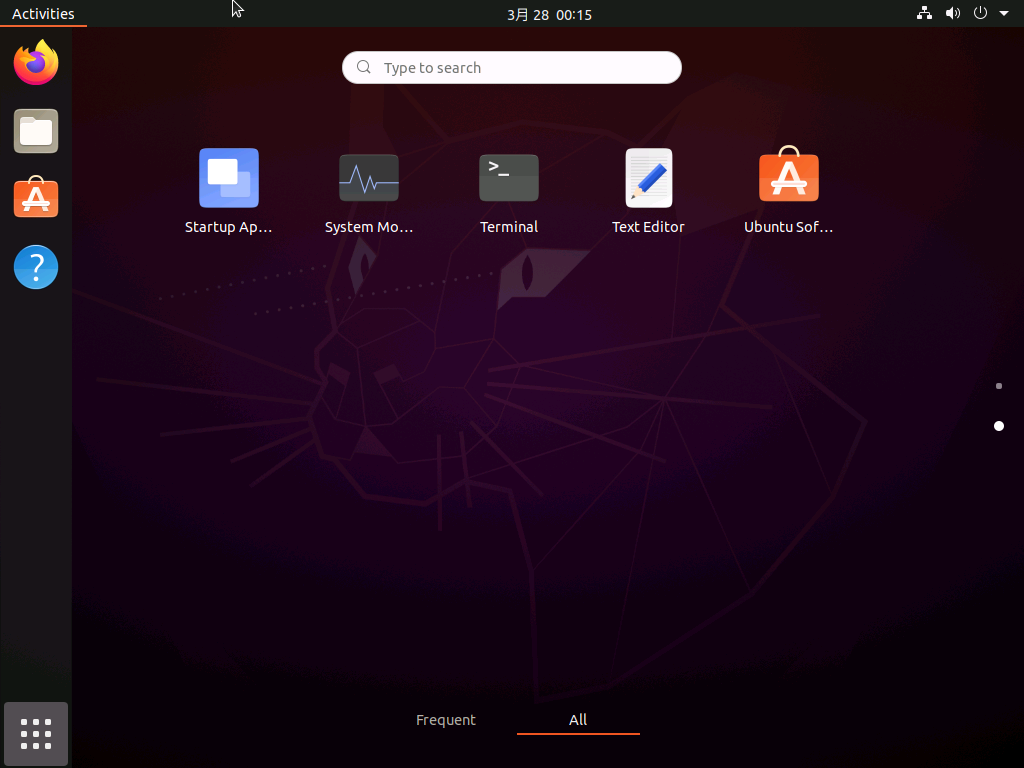 Activities
3月 28 00:15
Type to search
Startup Ap...
System Mo...
Terminal
Text Editor
Ubuntu Sof...
Frequent
All